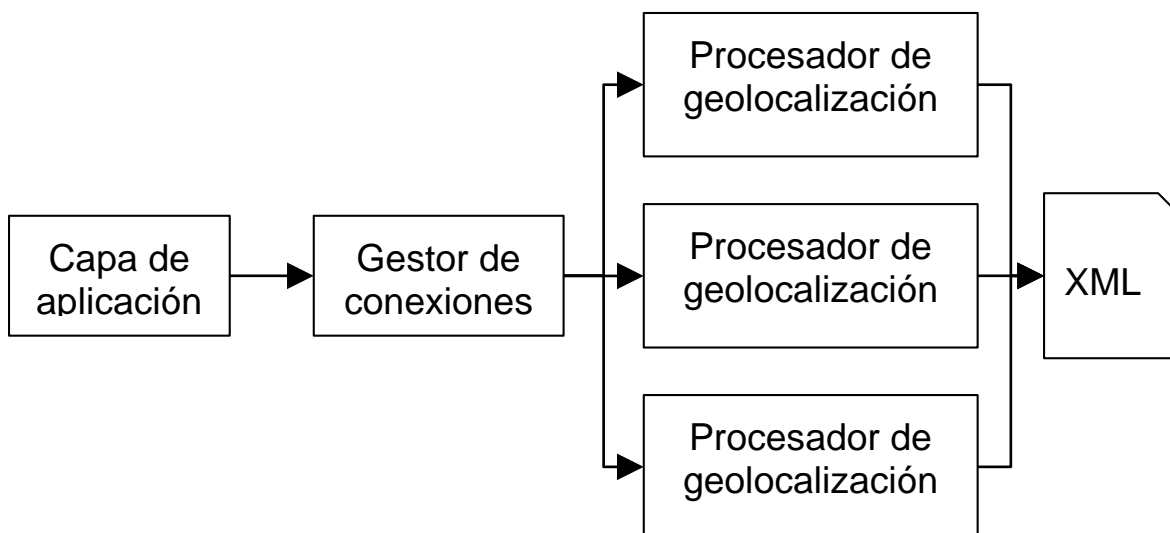 Procesador de
geolocalización
Capa de
aplicación
Gestor de
conexiones
Procesador de
geolocalización
XML
Procesador de
geolocalización